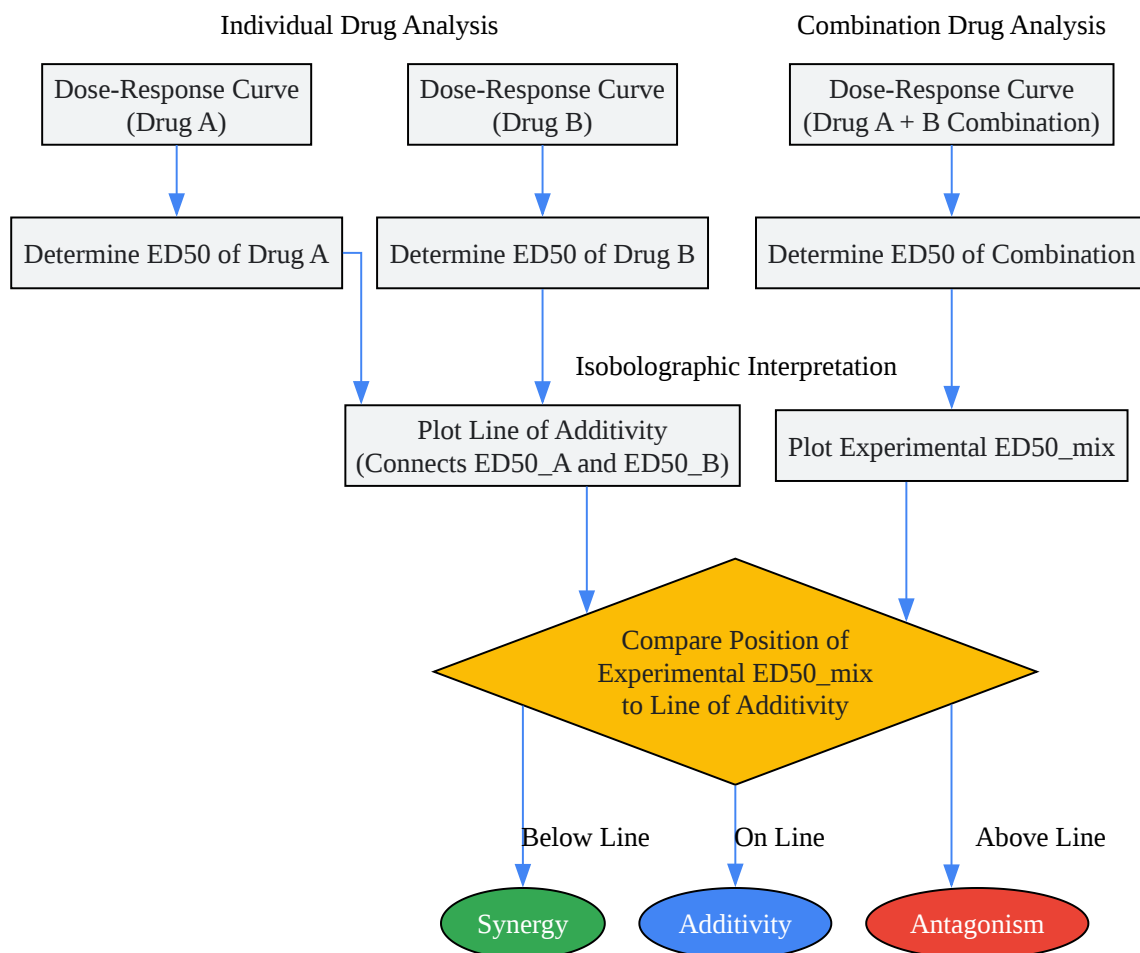 Individual Drug Analysis
Combination Drug Analysis
Dose-Response Curve
(Drug A)
Dose-Response Curve
(Drug B)
Dose-Response Curve
(Drug A + B Combination)
Determine ED50 of Drug A
Determine ED50 of Drug B
Determine ED50 of Combination
Isobolographic Interpretation
Plot Line of Additivity
(Connects ED50_A and ED50_B)
Plot Experimental ED50_mix
Compare Position of
Experimental ED50_mix
to Line of Additivity
Below Line
On Line
Above Line
Synergy
Additivity
Antagonism